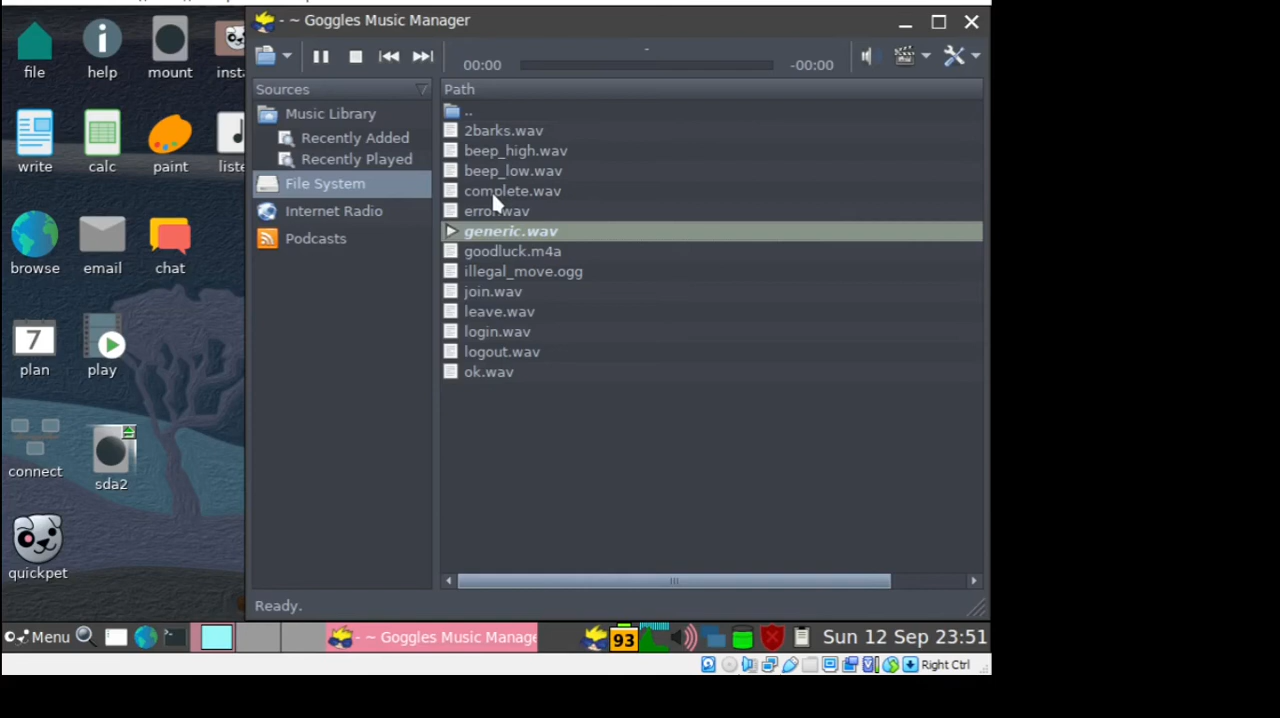 - ~ Goggles Music Manager
00:00 - -00:00
Sources
Music Library
Recently Added
Recently Played
File System
Internet Radio
Podcasts
Path
..
2barks.wav
beep_high.wav
beep_low.wav
complete.wav
error.wav
generic.wav
goodluck.m4a
illegal_move.ogg
join.wav
leave.wav
login.wav
logout.wav
ok.wav
Ready.
file help mount inst
write calc paint liste
browse email chat
7
plan play
connect sda2
quickpet
Menu - ~ Goggles Music Manage 93 Sun 12 Sep 23:51
Right Ctrl